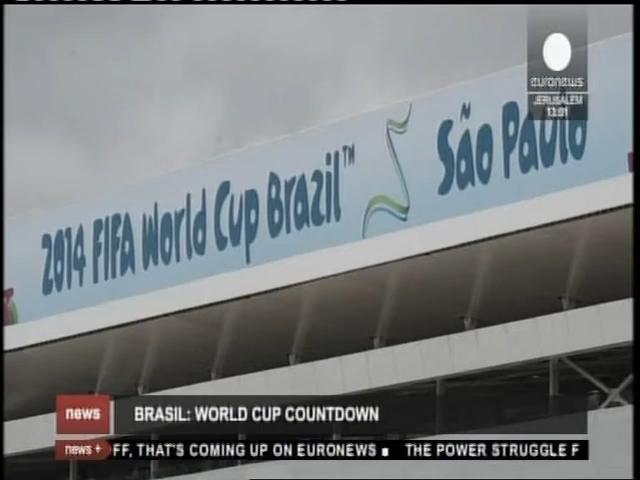 euronews
JERUSALEM
13:01
2014 FIFA World Cup Brazil™
São Paulo
news
BRASIL: WORLD CUP COUNTDOWN
news+ FF, THAT'S COMING UP ON EURONEWS ■ THE POWER STRUGGLE F